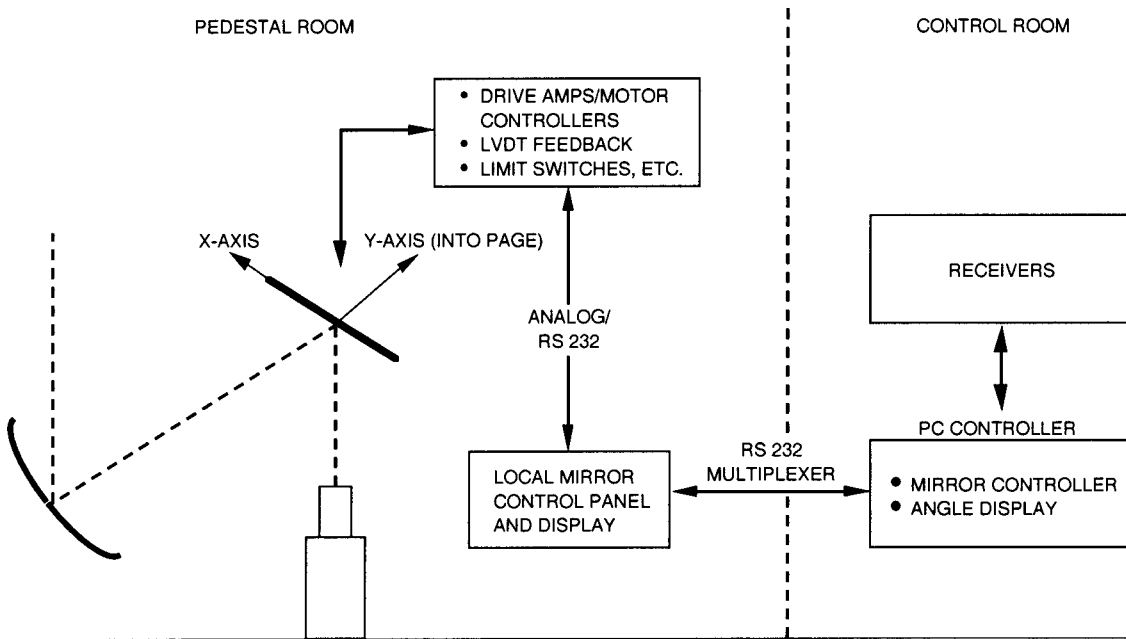 PEDESTAL ROOM
CONTROL ROOM
• DRIVE AMPS/MOTOR
CONTROLLERS
• LVDT FEEDBACK
• LIMIT SWITCHES, ETC.
X-AXIS
Y-AXIS (INTO PAGE)
RECEIVERS
ANALOG/
RS 232
PC CONTROLLER
LOCAL MIRROR
CONTROL PANEL
AND DISPLAY
RS 232
MULTIPLEXER
• MIRROR CONTROLLER
• ANGLE DISPLAY